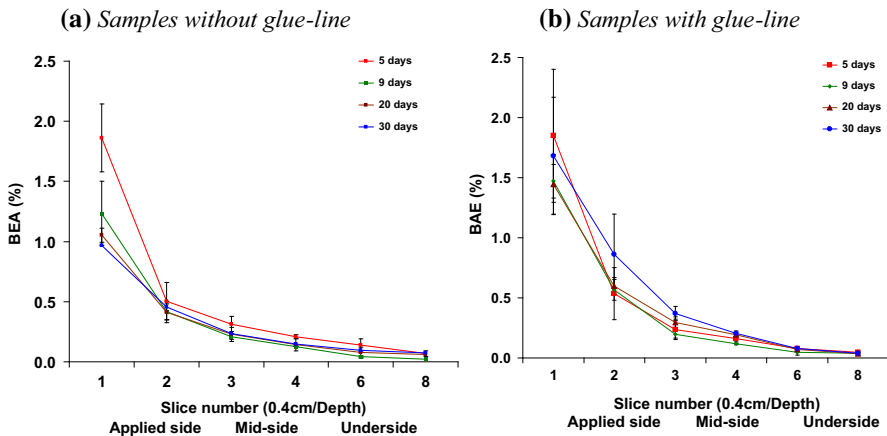 (a) Samples without glue-line
2.5
2.0
1.5
1.0
0.5
0.0
BEA (%)
5 days
9 days
20 days
30 days
1 2 3 4 6 8
Slice number (0.4cm/Depth)
Applied side Mid-side Underside
(b) Samples with glue-line
2.5
2.0
1.5
1.0
0.5
0.0
BAE (%)
5 days
9 days
20 days
30 days
1 2 3 4 6 8
Slice number (0.4cm/Depth)
Applied side Mid-side Underside